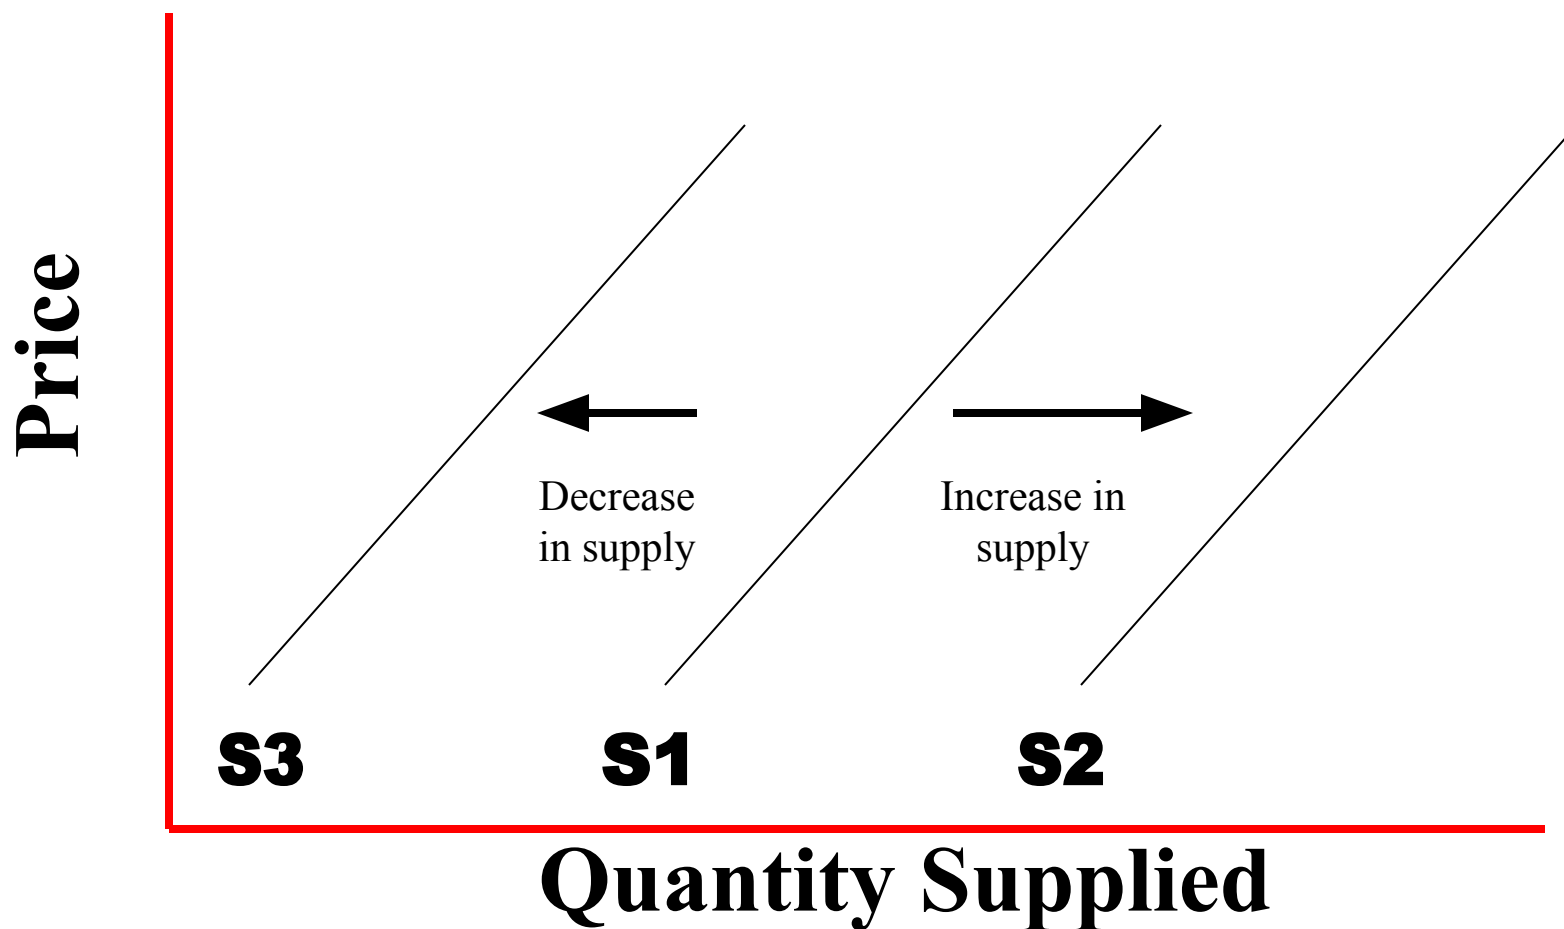 Price
Decrease
in supply
Increase in
supply
S3
S1
S2
Quantity Supplied